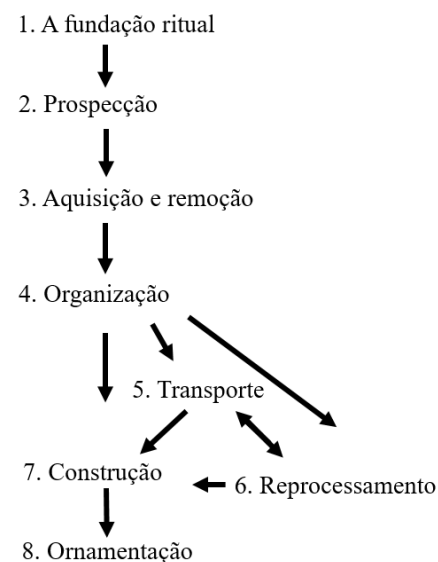 1. A fundação ritual
2. Prospecção
3. Aquisição e remoção
4. Organização
5. Transporte
7. Construção
6. Reprocessamento
8. Ornamentação